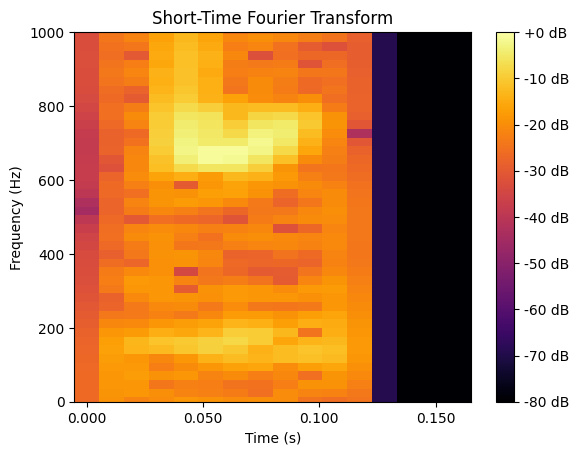 Short-Time Fourier Transform
1000
800
600
400
200
0
Frequency (Hz)
0.000
0.050
0.100
0.150
Time (s)
+0 dB
-10 dB
-20 dB
-30 dB
-40 dB
-50 dB
-60 dB
-70 dB
-80 dB